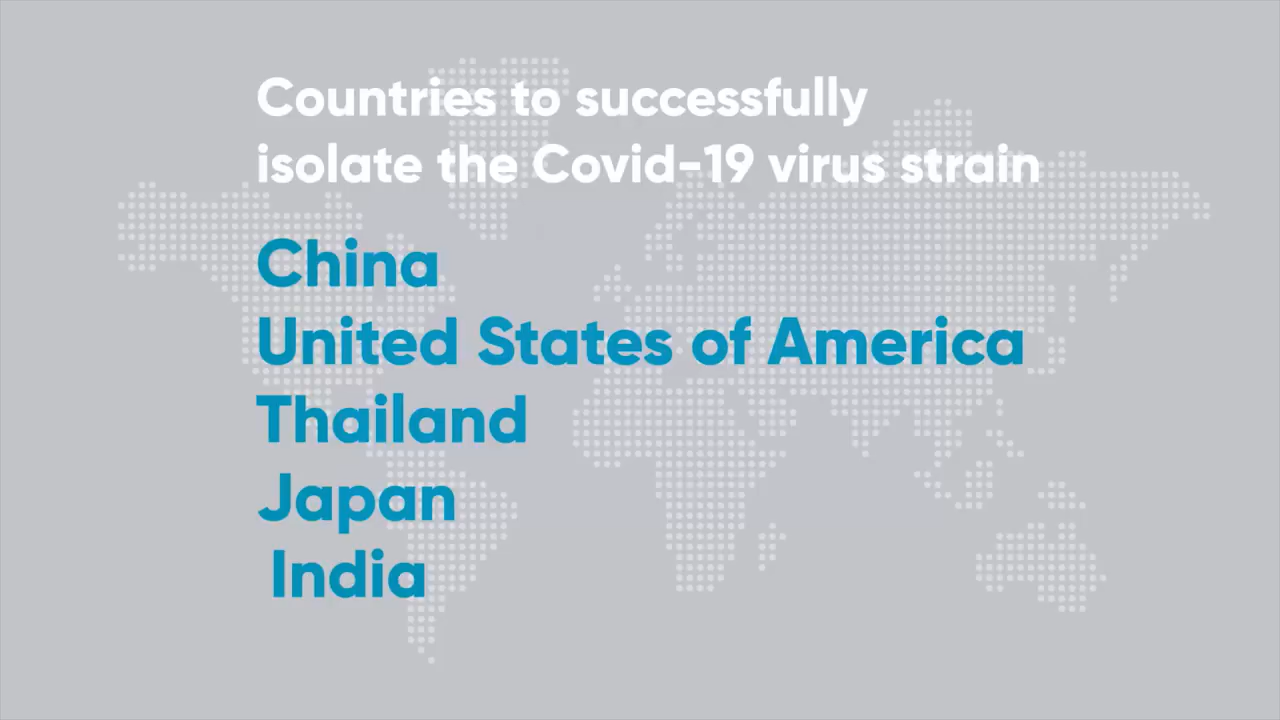 Countries to successfully
isolate the Covid-19 virus strain
China
United States of America
Thailand
Japan
India